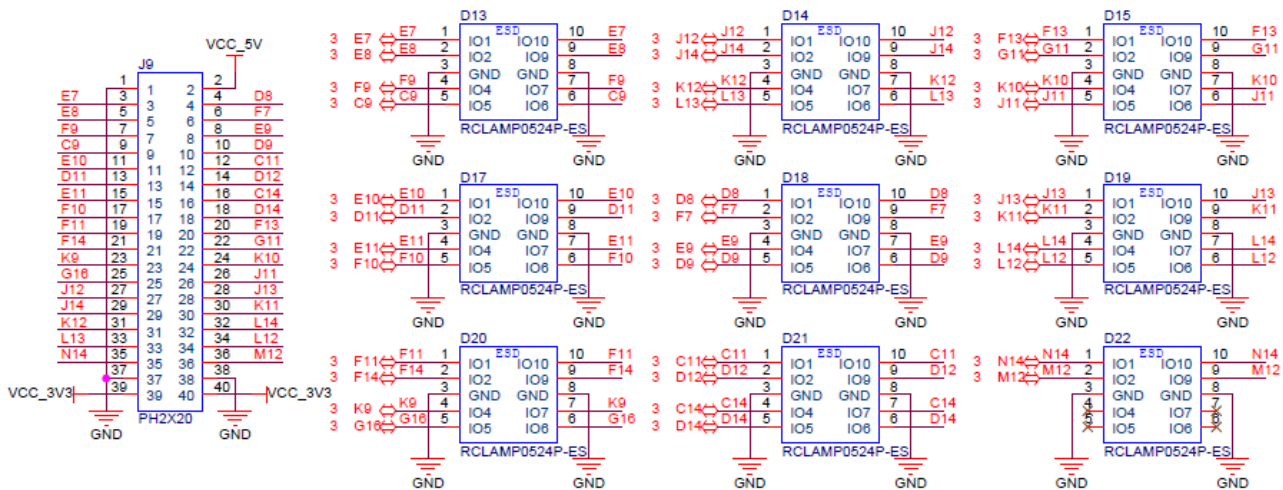 VCC_5V
J9
1 1 2 2
E7 3 3 4 4 D8
E8 5 5 6 6 F7
F9 7 7 8 8 E9
C9 9 9 10 10 D9
E10 11 11 12 12 C11
D11 13 13 14 14 D12
E11 15 15 16 16 C14
F10 17 17 18 18 D14
F11 19 19 20 20 F13
F14 21 21 22 22 G11
K9 23 23 24 24 K10
G16 25 25 26 26 J11
J12 27 27 28 28 J13
J14 29 29 30 30 K11
K12 31 31 32 32 L14
L13 33 33 34 34 L12
N14 35 35 36 36 M12
37 37 38 38
VCC_3V3 39 39 40 40 VCC_3V3
PH2X20
GND GND
D13
ESD
3 E7 E7 1 IO1 IO10 10 E7
3 E8 E8 2 IO2 IO9 9 E8
3 GND GND 8
3 F9 F9 4 IO4 IO7 7 F9
3 C9 C9 5 IO5 IO6 6 C9
RCLAMP0524P-ES
GND GND
D14
ESD
3 J12 J12 1 IO1 IO10 10 J12
3 J14 J14 2 IO2 IO9 9 J14
3 GND GND 8
3 K12 K12 4 IO4 IO7 7 K12
3 L13 L13 5 IO5 IO6 6 L13
RCLAMP0524P-ES
GND GND
D15
ESD
3 F13 F13 1 IO1 IO10 10 F13
3 G11 G11 2 IO2 IO9 9 G11
3 GND GND 8
3 K10 K10 4 IO4 IO7 7 K10
3 J11 J11 5 IO5 IO6 6 J11
RCLAMP0524P-ES
GND GND
D17
ESD
3 E10 E10 1 IO1 IO10 10 E10
3 D11 D11 2 IO2 IO9 9 D11
3 GND GND 8
3 E11 E11 4 IO4 IO7 7 E11
3 F10 F10 5 IO5 IO6 6 F10
RCLAMP0524P-ES
GND GND
D18
ESD
3 D8 D8 1 IO1 IO10 10 D8
3 F7 F7 2 IO2 IO9 9 F7
3 GND GND 8
3 E9 E9 4 IO4 IO7 7 E9
3 D9 D9 5 IO5 IO6 6 D9
RCLAMP0524P-ES
GND GND
D19
ESD
3 J13 J13 1 IO1 IO10 10 J13
3 K11 K11 2 IO2 IO9 9 K11
3 GND GND 8
3 L14 L14 4 IO4 IO7 7 L14
3 L12 L12 5 IO5 IO6 6 L12
RCLAMP0524P-ES
GND GND
D20
ESD
3 F11 F11 1 IO1 IO10 10 F11
3 F14 F14 2 IO2 IO9 9 F14
3 GND GND 8
3 K9 K9 4 IO4 IO7 7 K9
3 G16 G16 5 IO5 IO6 6 G16
RCLAMP0524P-ES
GND GND
D21
ESD
3 C11 C11 1 IO1 IO10 10 C11
3 D12 D12 2 IO2 IO9 9 D12
3 GND GND 8
3 C14 C14 4 IO4 IO7 7 C14
3 D14 D14 5 IO5 IO6 6 D14
RCLAMP0524P-ES
GND GND
D22
ESD
3 N14 N14 1 IO1 IO10 10 N14
3 M12 M12 2 IO2 IO9 9 M12
3 GND GND 8
4 IO4 IO7 7
5 IO5 IO6 6
RCLAMP0524P-ES
GND GND